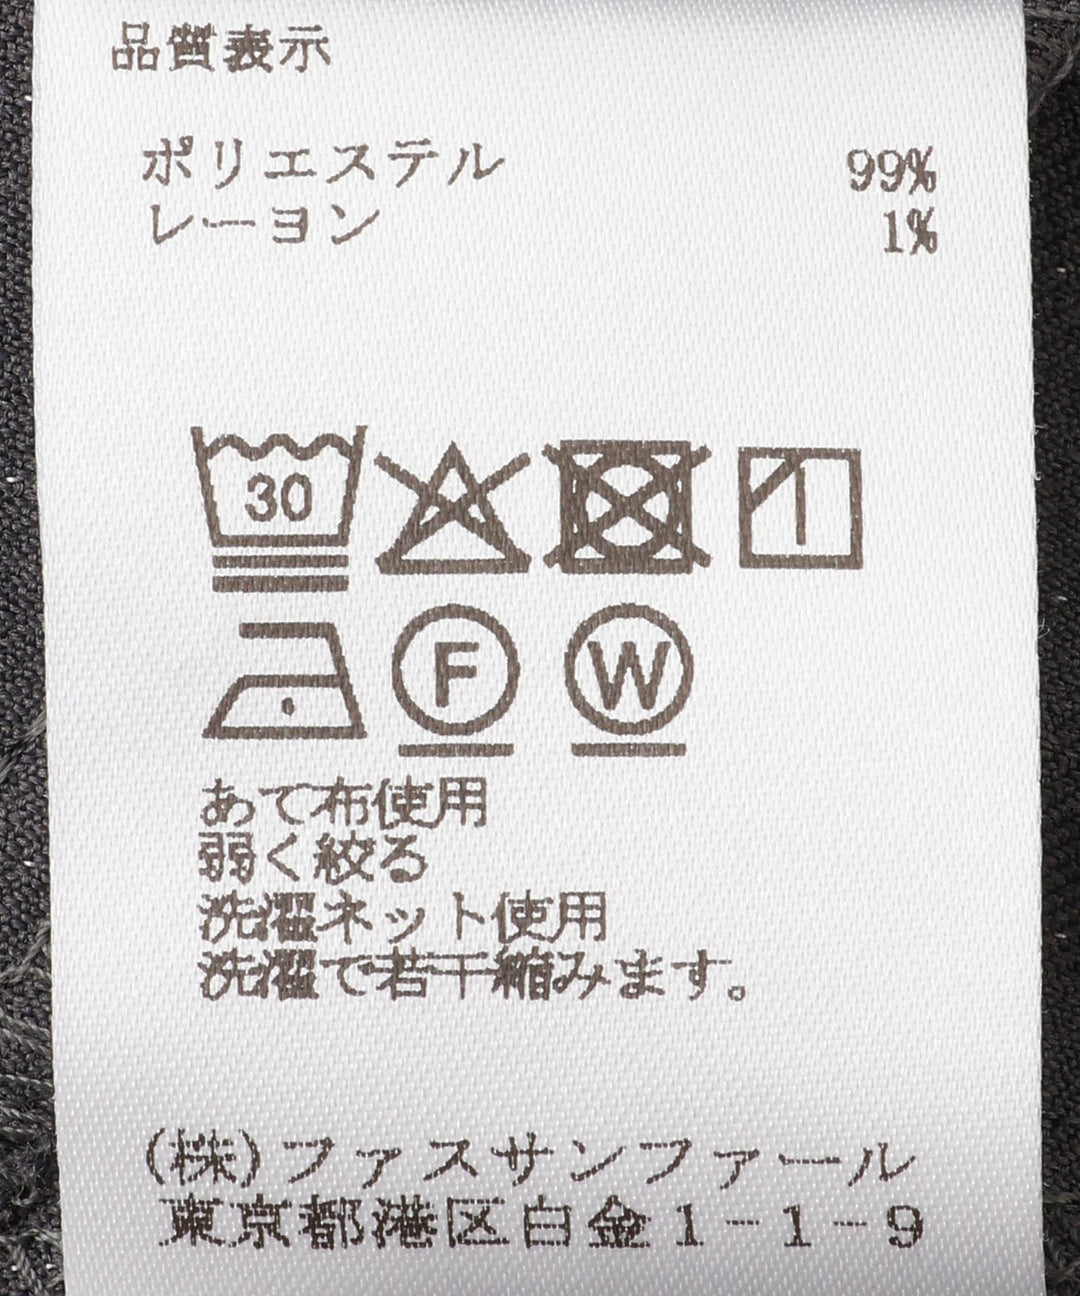 品質表示
ポリエステル 99%
レーヨン 1%
30
F W
あて布使用
弱く絞る
洗濯ネット使用
洗濯で若干縮みます。
(株)ファスサンファール
東京都港区白金1-1-9